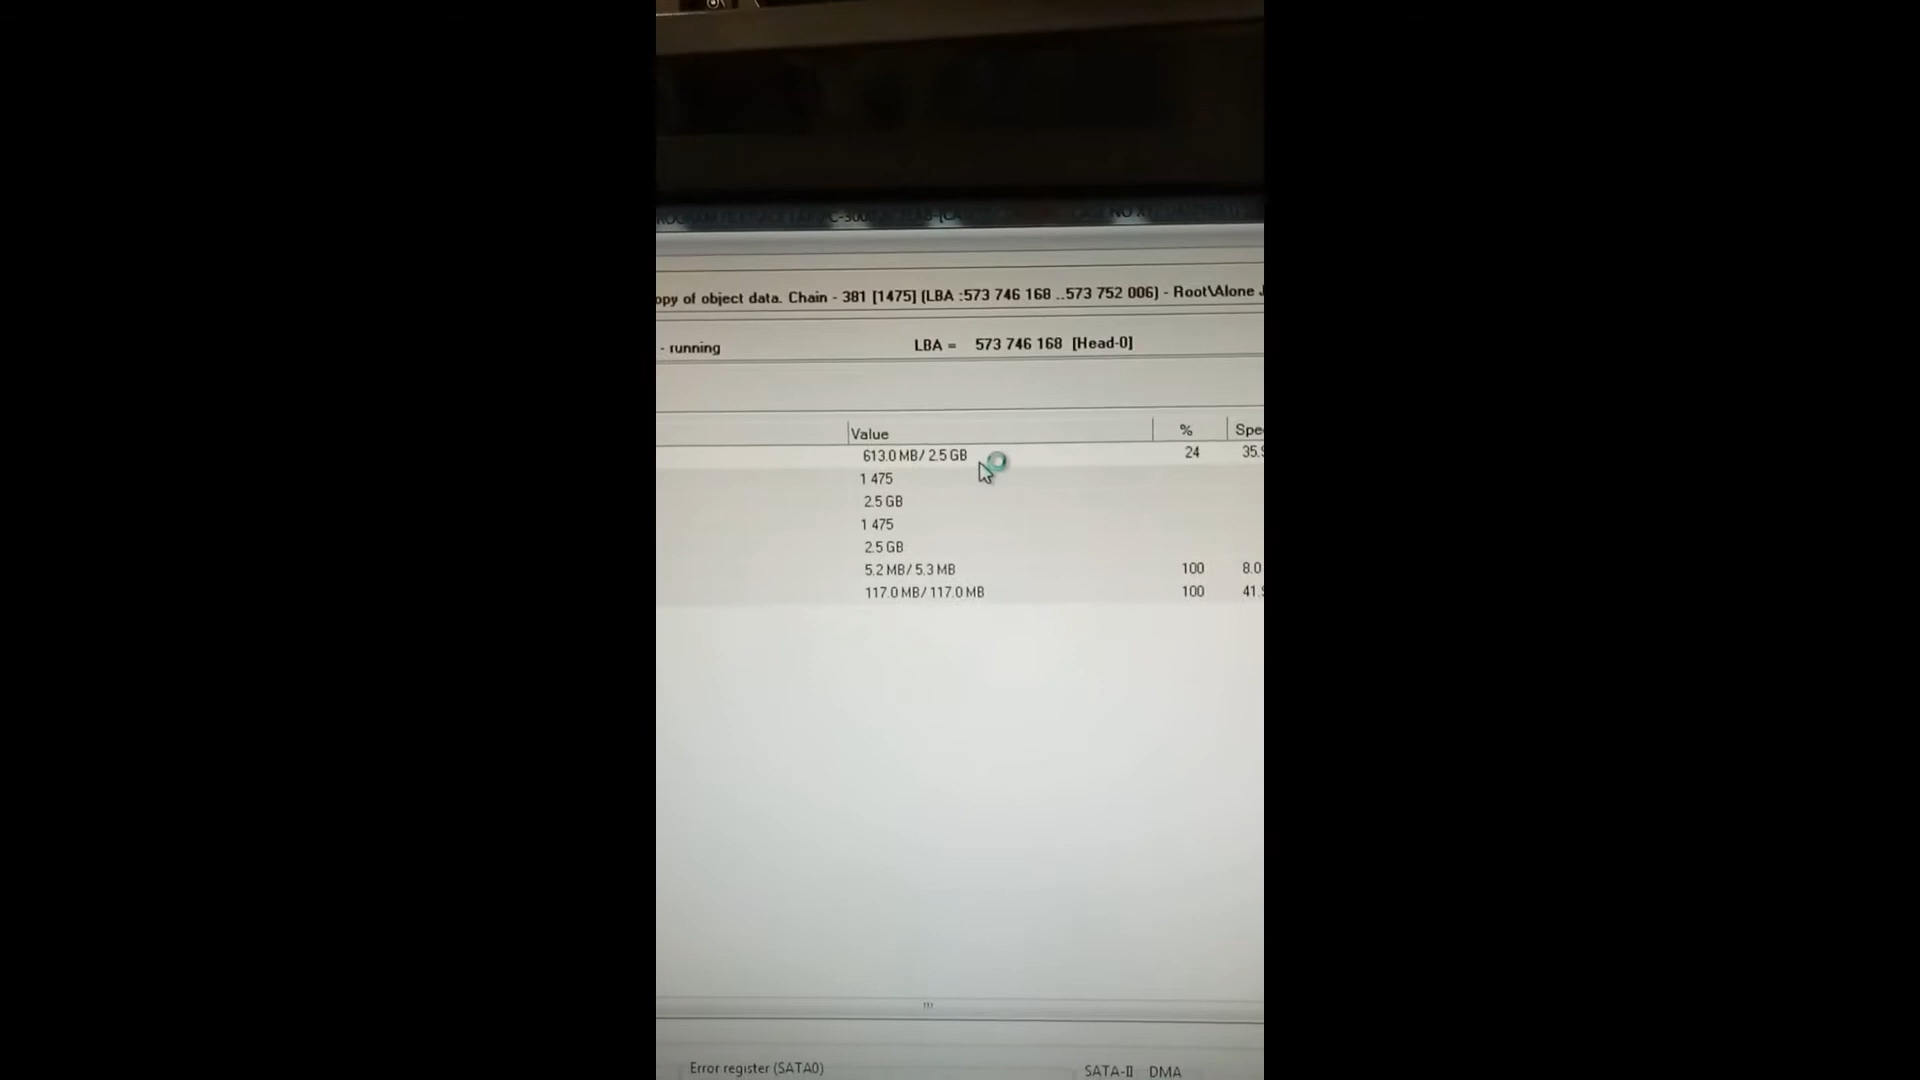 C-3000
opy of object data. Chain - 381 [1475] (LBA :573 746 168 ..573 752 006) - Root\Alone
- running LBA = 573 746 168 [Head-0]
Value % Spe
613.0 MB/ 2.5 GB 24 35.
1 475
2.5 GB
1 475
2.5 GB
5.2 MB/ 5.3 MB 100 8.0
117.0 MB/ 117.0 MB 100 41.
Error register (SATA0) SATA-II DMA